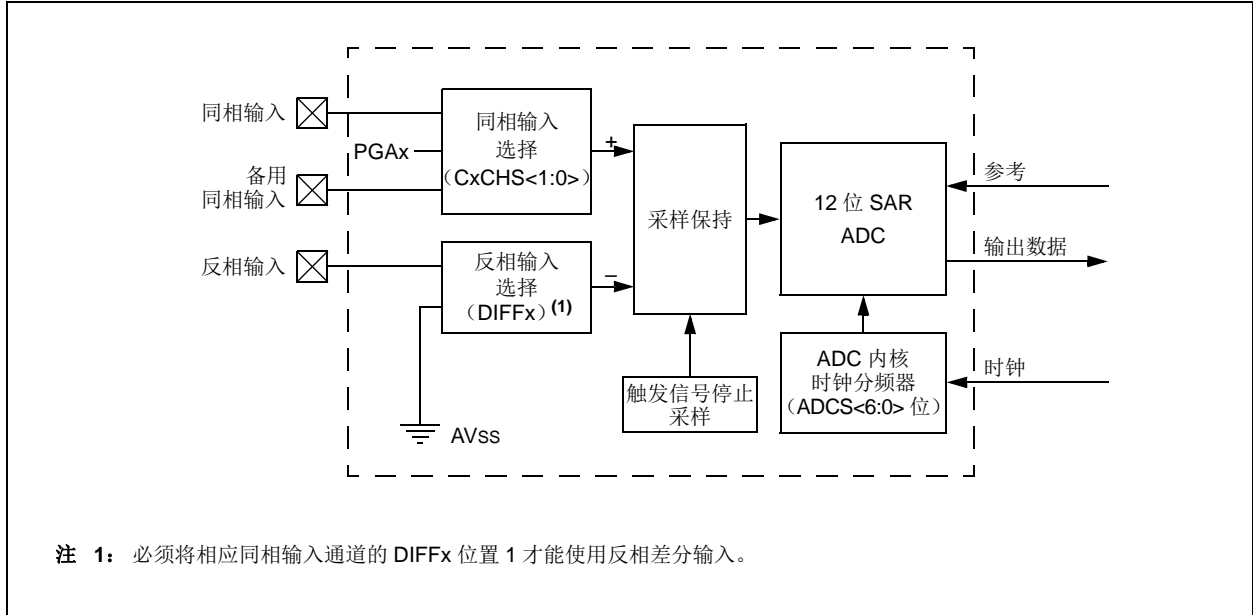 同相输入
PGAx
备用
同相输入
反相输入
同相输入
选择
（CxCHS<1:0>）
+
反相输入
选择
（DIFFx）(1)
–
AVss
采样保持
触发信号停止
采样
12 位 SAR
ADC
ADC 内核
时钟分频器
（ADCS<6:0> 位）
参考
输出数据
时钟
注 1： 必须将相应同相输入通道的 DIFFx 位置 1 才能使用反相差分输入。